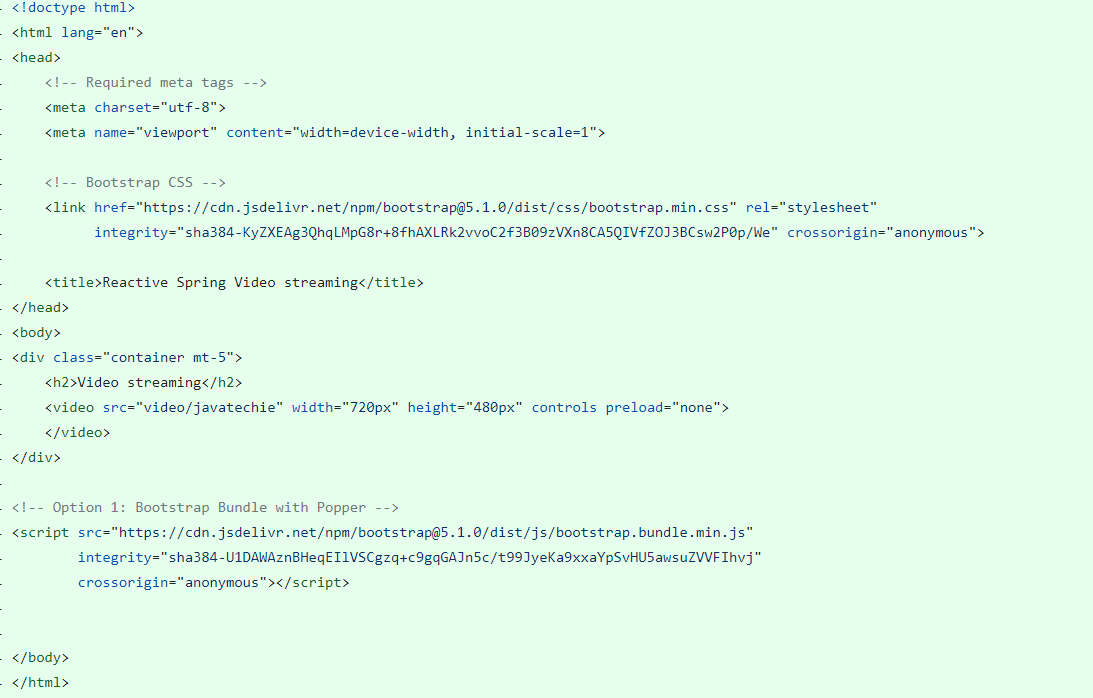 <!doctype html>
<html lang="en">
<head>
    <!-- Required meta tags -->
    <meta charset="utf-8">
    <meta name="viewport" content="width=device-width, initial-scale=1">

    <!-- Bootstrap CSS -->
    <link href="https://cdn.jsdelivr.net/npm/bootstrap@5.1.0/dist/css/bootstrap.min.css" rel="stylesheet"
          integrity="sha384-KyZXEAg3QhqLMpG8r+8fhAXLRk2vvoC2f3B09zVXn8CA5QIVfZOJ3BCsw2P0p/We" crossorigin="anonymous">

    <title>Reactive Spring Video streaming</title>
</head>
<body>
<div class="container mt-5">
    <h2>Video streaming</h2>
    <video src="video/javatechie" width="720px" height="480px" controls preload="none">
    </video>
</div>

<!-- Option 1: Bootstrap Bundle with Popper -->
<script src="https://cdn.jsdelivr.net/npm/bootstrap@5.1.0/dist/js/bootstrap.bundle.min.js"
        integrity="sha384-U1DAWAznBHeqEIlVSCgzq+c9gqGAJn5c/t99JyeKa9xxaYpSvHU5awsuZVVFIhvj"
        crossorigin="anonymous"></script>


</body>
</html>